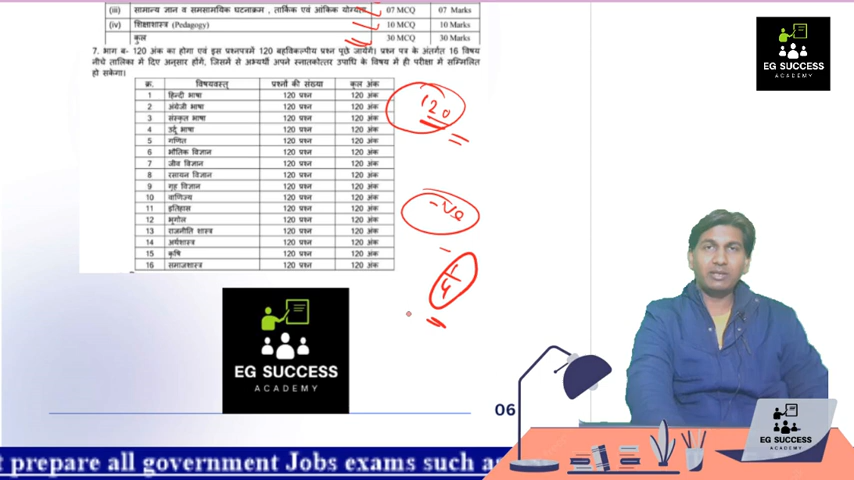 (iii) सामान्य ज्ञान व समसामयिक घटनाक्रम, तार्किक एवं आंकिक योग्यता 07 MCQ 07 Marks
(iv) शिक्षाशास्त्र (Pedagogy) 10 MCQ 10 Marks
कुल 30 MCQ 30 Marks
7. भाग ब- 120 अंक का होगा एवं इस प्रश्नपत्रमें 120 बहविकल्पीय प्रश्न पूछे जायेंगे। प्रश्न पत्र के अंतर्गत 16 विषय
नीचे तालिका में दिए अनुसार होंगे, जिसमें से अभ्यर्थी अपने स्नातकोत्तर उपाधि के विषय में ही परीक्षा में सम्मिलित
हो सकेगा।
क्र. विषयवस्तु प्रश्नों की संख्या कुल अंक
1 हिन्दी भाषा 120 प्रश्न 120 अंक
2 अंग्रेजी भाषा 120 प्रश्न 120 अंक
3 संस्कृत भाषा 120 प्रश्न 120 अंक
4 उर्दू भाषा 120 प्रश्न 120 अंक
5 गणित 120 प्रश्न 120 अंक
6 भौतिक विज्ञान 120 प्रश्न 120 अंक
7 जीव विज्ञान 120 प्रश्न 120 अंक
8 रसायन विज्ञान 120 प्रश्न 120 अंक
9 गृह विज्ञान 120 प्रश्न 120 अंक
10 वाणिज्य 120 प्रश्न 120 अंक
11 इतिहास 120 प्रश्न 120 अंक
12 भूगोल 120 प्रश्न 120 अंक
13 राजनीति शास्त्र 120 प्रश्न 120 अंक
14 अर्थशास्त्र 120 प्रश्न 120 अंक
15 कृषि 120 प्रश्न 120 अंक
16 समाजशास्त्र 120 प्रश्न 120 अंक
120
EG SUCCESS
ACADEMY
EG SUCCESS
ACADEMY
06
EG SUCCESS
ACADEMY
t prepare all government Jobs exams such as